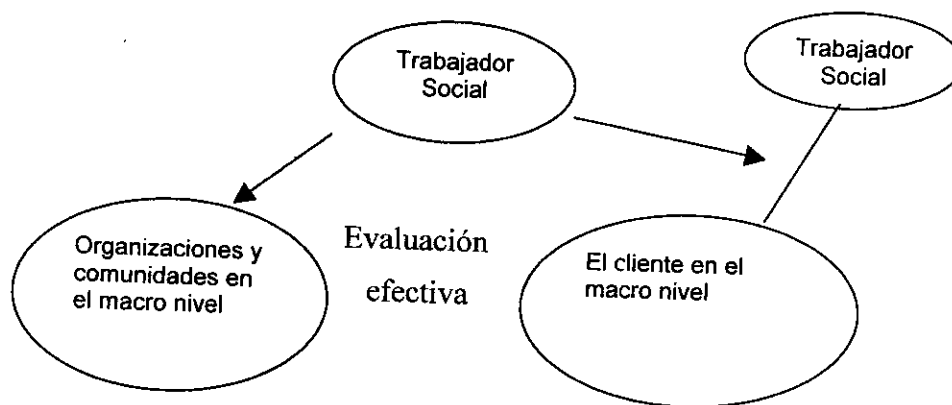 Trabajador
Social
Trabajador
Social
Organizaciones y
comunidades en
el macro nivel
Evaluación
efectiva
El cliente en el
macro nivel